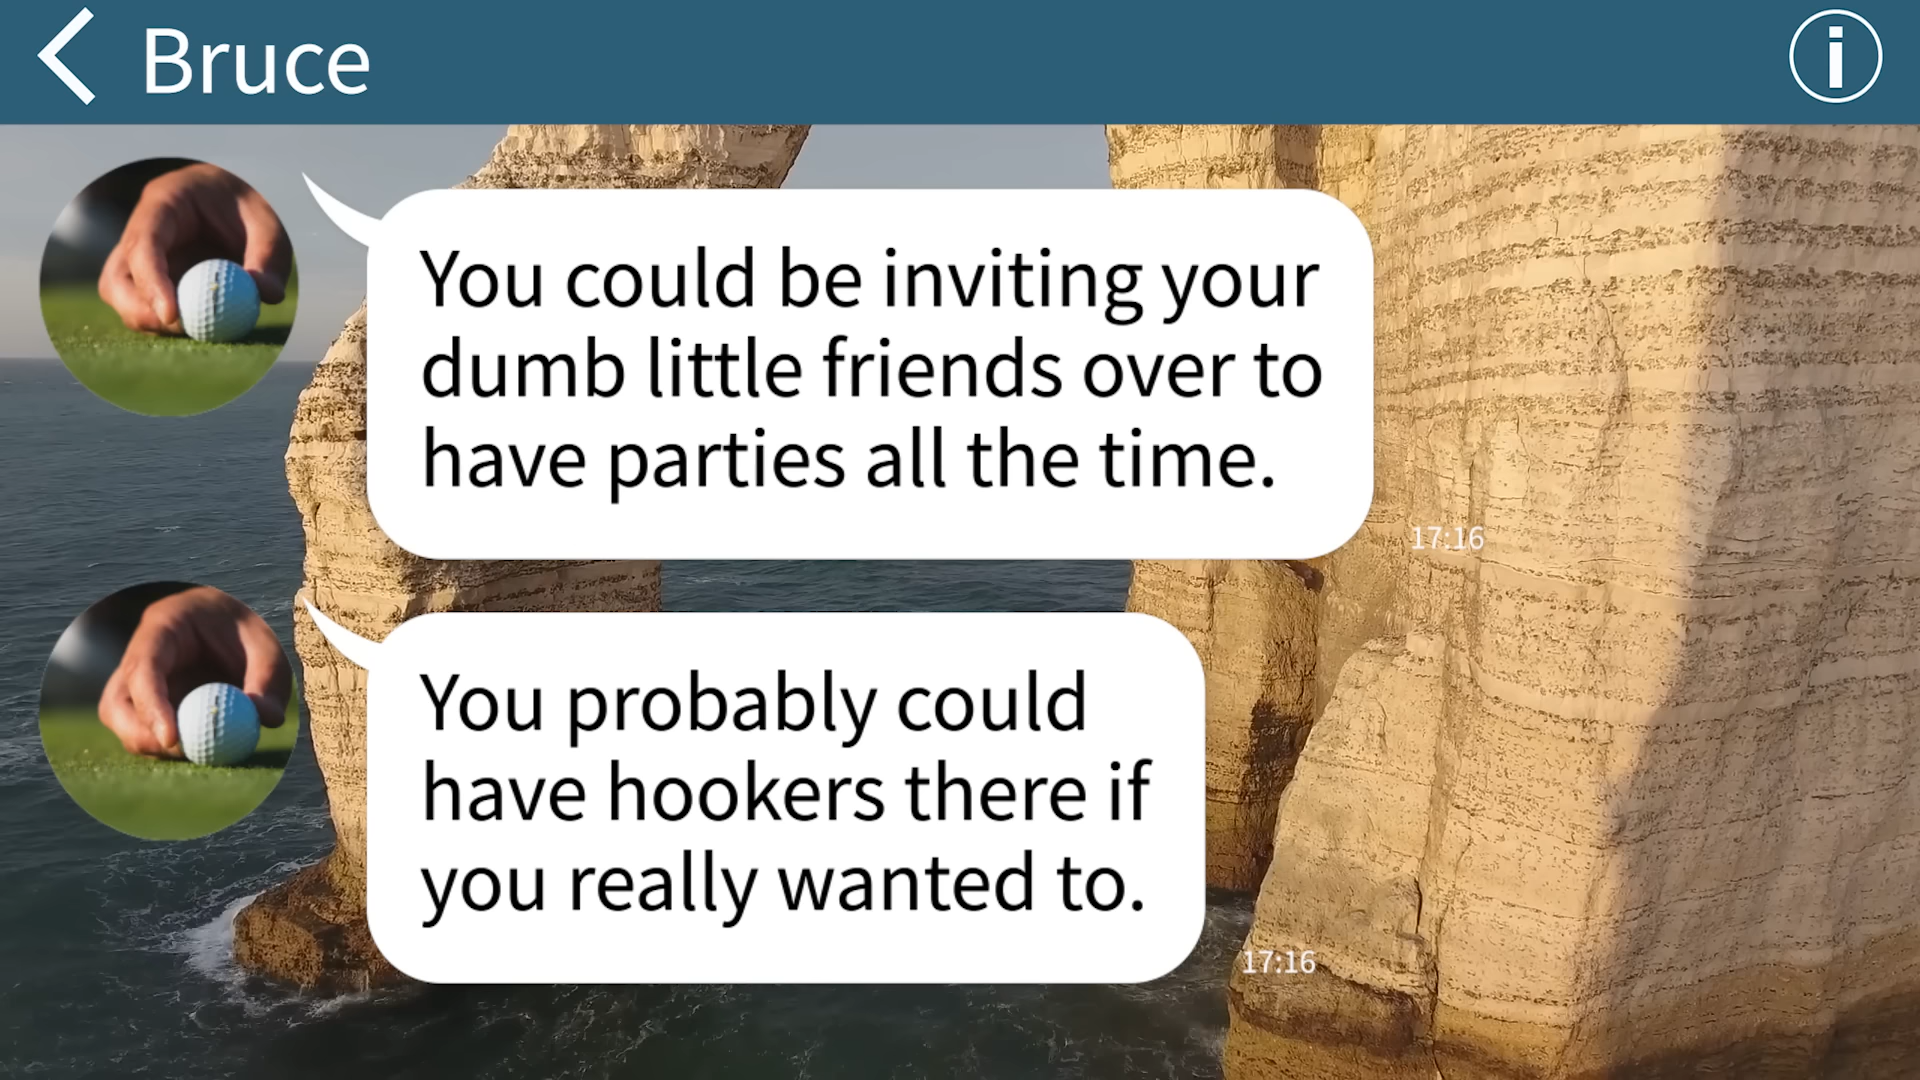 Bruce
You could be inviting your
dumb little friends over to
have parties all the time.
17:16
You probably could
have hookers there if
you really wanted to.
17:16